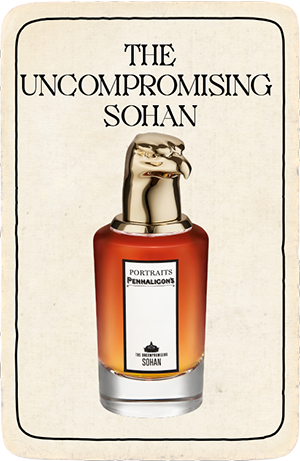 THE
UNCOMPROMISING
SOHAN
PORTRAITS
PENHALIGON'S
THE UNCOMPROMISING
SOHAN